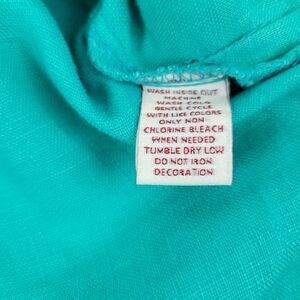 WASH INSIDE OUT
MACHINE
WASH COLD
GENTLE CYCLE
WITH LIKE COLORS
ONLY NON-
CHLORINE BLEACH
WHEN NEEDED
TUMBLE DRY LOW
DO NOT IRON
DECORATION